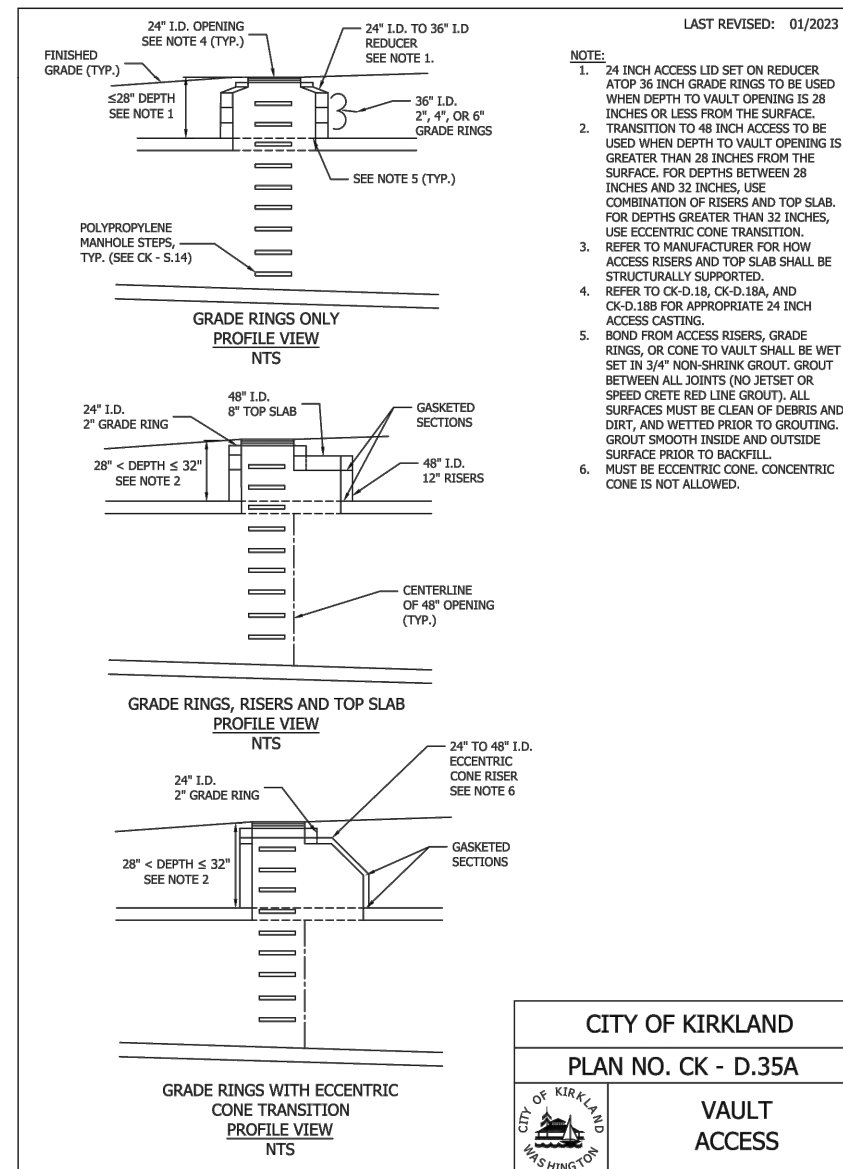 LAST REVISED: 01/2023
24" I.D. OPENING
SEE NOTE 4 (TYP.)
24" I.D. TO 36" I.D
REDUCER
SEE NOTE 1.
FINISHED
GRADE (TYP.)
≤28" DEPTH
SEE NOTE 1
36" I.D.
2", 4", OR 6"
GRADE RINGS
SEE NOTE 5 (TYP.)
POLYPROPYLENE
MANHOLE STEPS,
TYP. (SEE CK - S.14)
GRADE RINGS ONLY
PROFILE VIEW
NTS
24" I.D.
2" GRADE RING
48" I.D.
8" TOP SLAB
GASKETED
SECTIONS
28" < DEPTH ≤ 32"
SEE NOTE 2
48" I.D.
12" RISERS
CENTERLINE
OF 48" OPENING
(TYP.)
GRADE RINGS, RISERS AND TOP SLAB
PROFILE VIEW
NTS
24" TO 48" I.D.
ECCENTRIC
CONE RISER
SEE NOTE 6
24" I.D.
2" GRADE RING
28" < DEPTH ≤ 32"
SEE NOTE 2
GASKETED
SECTIONS
GRADE RINGS WITH ECCENTRIC
CONE TRANSITION
PROFILE VIEW
NTS
NOTE:
1. 24 INCH ACCESS LID SET ON REDUCER
ATOP 36 INCH GRADE RINGS TO BE USED
WHEN DEPTH TO VAULT OPENING IS 28
INCHES OR LESS FROM THE SURFACE.
2. TRANSITION TO 48 INCH ACCESS TO BE
USED WHEN DEPTH TO VAULT OPENING IS
GREATER THAN 28 INCHES FROM THE
SURFACE. FOR DEPTHS BETWEEN 28
INCHES AND 32 INCHES, USE
COMBINATION OF RISERS AND TOP SLAB.
FOR DEPTHS GREATER THAN 32 INCHES,
USE ECCENTRIC CONE TRANSITION.
3. REFER TO MANUFACTURER FOR HOW
ACCESS RISERS AND TOP SLAB SHALL BE
STRUCTURALLY SUPPORTED.
4. REFER TO CK-D.18, CK-D.18A, AND
CK-D.18B FOR APPROPRIATE 24 INCH
ACCESS CASTING.
5. BOND FROM ACCESS RISERS, GRADE
RINGS, OR CONE TO VAULT SHALL BE WET
SET IN 3/4" NON-SHRINK GROUT. GROUT
BETWEEN ALL JOINTS (NO JETSET OR
SPEED CRETE RED LINE GROUT). ALL
SURFACES MUST BE CLEAN OF DEBRIS AND
DIRT, AND WETTED PRIOR TO GROUTING.
GROUT SMOOTH INSIDE AND OUTSIDE
SURFACE PRIOR TO BACKFILL.
6. MUST BE ECCENTRIC CONE. CONCENTRIC
CONE IS NOT ALLOWED.
CITY OF KIRKLAND
PLAN NO. CK - D.35A
CITY OF KIRKLAND
WASHINGTON
VAULT
ACCESS